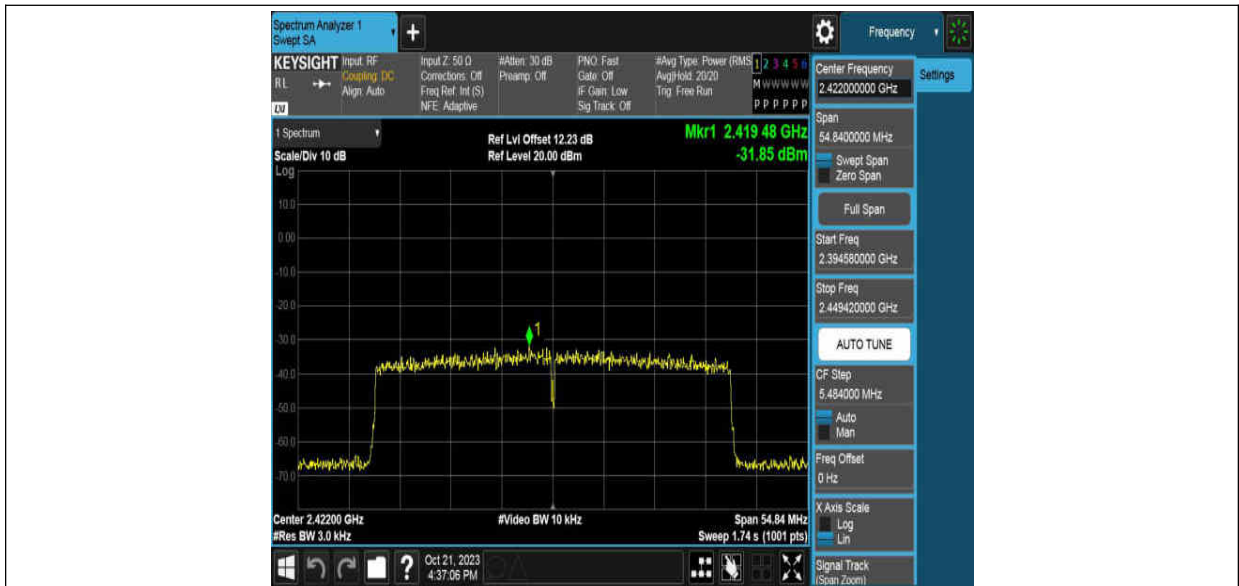 Spectrum Analyzer 1
Swept SA
+
Frequency
KEYSIGHT
RL
LXI
Input: RF
Coupling: DC
Align: Auto
Input Z: 50 Ω
Corrections: Off
Freq Ref: Int (S)
NFE: Adaptive
#Atten: 30 dB
Preamp: Off
PNO: Fast
Gate: Off
IF Gain: Low
Sig Track: Off
#Avg Type: Power (RMS
Avg|Hold: 20/20
Trig: Free Run
1 2 3 4 5 6
M W W W W W
P P P P P P
1 Spectrum
Scale/Div 10 dB
Log
Ref Lvl Offset 12.23 dB
Ref Level 20.00 dBm
Mkr1 2.419 48 GHz
-31.85 dBm
10.0
0.00
-10.0
-20.0
-30.0
-40.0
-50.0
-60.0
-70.0
1
Center 2.42200 GHz
#Res BW 3.0 kHz
#Video BW 10 kHz
Span 54.84 MHz
Sweep 1.74 s (1001 pts)
?
Oct 21, 2023
4:37:06 PM
Center Frequency
2.422000000 GHz
Settings
Span
54.8400000 MHz
Swept Span
Zero Span
Full Span
Start Freq
2.394580000 GHz
Stop Freq
2.449420000 GHz
AUTO TUNE
CF Step
5.484000 MHz
Auto
Man
Freq Offset
0 Hz
X Axis Scale
Log
Lin
Signal Track
(Span Zoom)